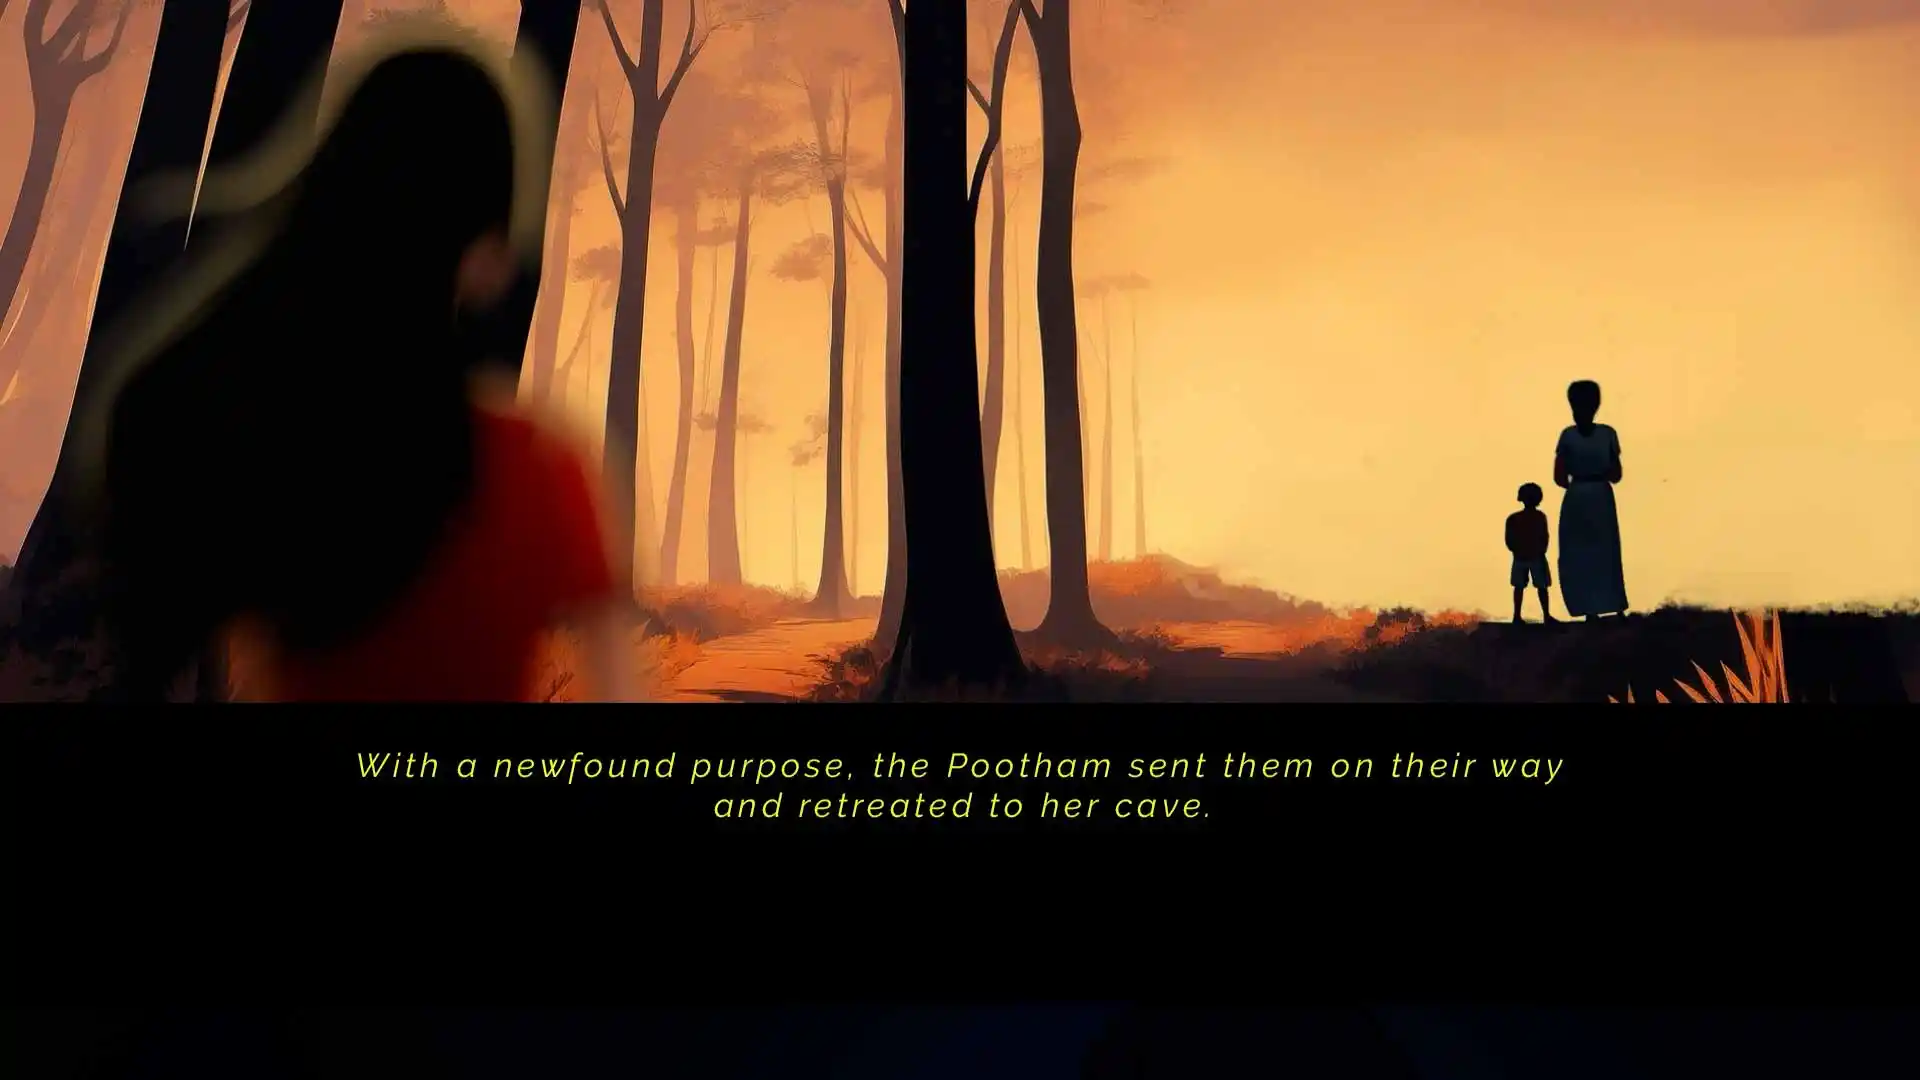 With a newfound purpose, the Pootham sent them on their way
and retreated to her cave.